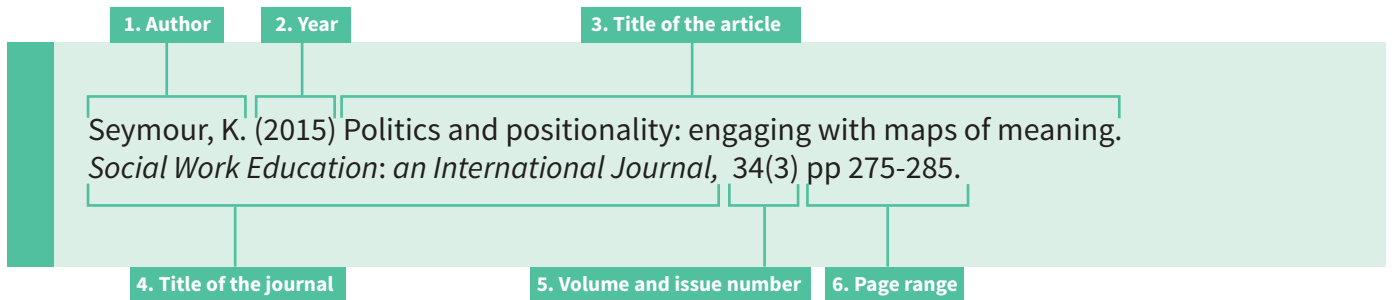 1. Author 2. Year 3. Title of the article
Seymour, K. (2015) Politics and positionality: engaging with maps of meaning.
Social Work Education: an International Journal, 34(3) pp 275-285.
4. Title of the journal 5. Volume and issue number 6. Page range